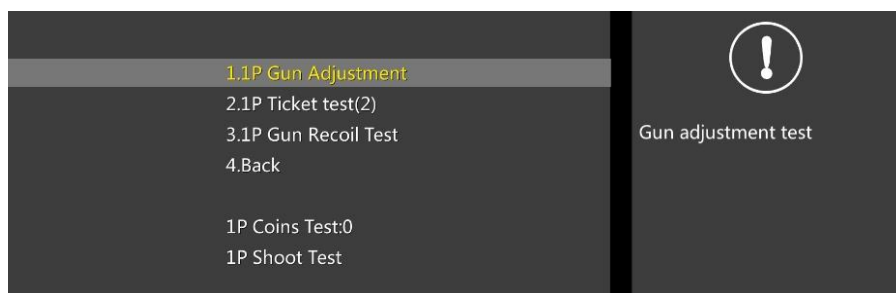 1.1P Gun Adjustment
2.1P Ticket test(2)
3.1P Gun Recoil Test
4.Back
1P Coins Test:0
1P Shoot Test
Gun adjustment test